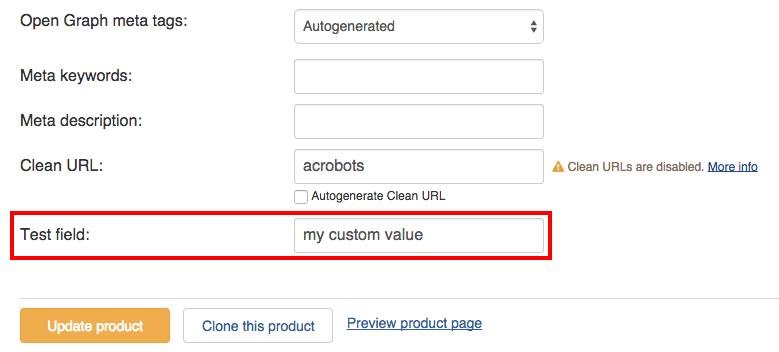 Open Graph meta tags: Autogenerated
Meta keywords:
Meta description:
Clean URL: acrobots Clean URLs are disabled. More info
Autogenerate Clean URL
Test field: my custom value
Update product Clone this product Preview product page